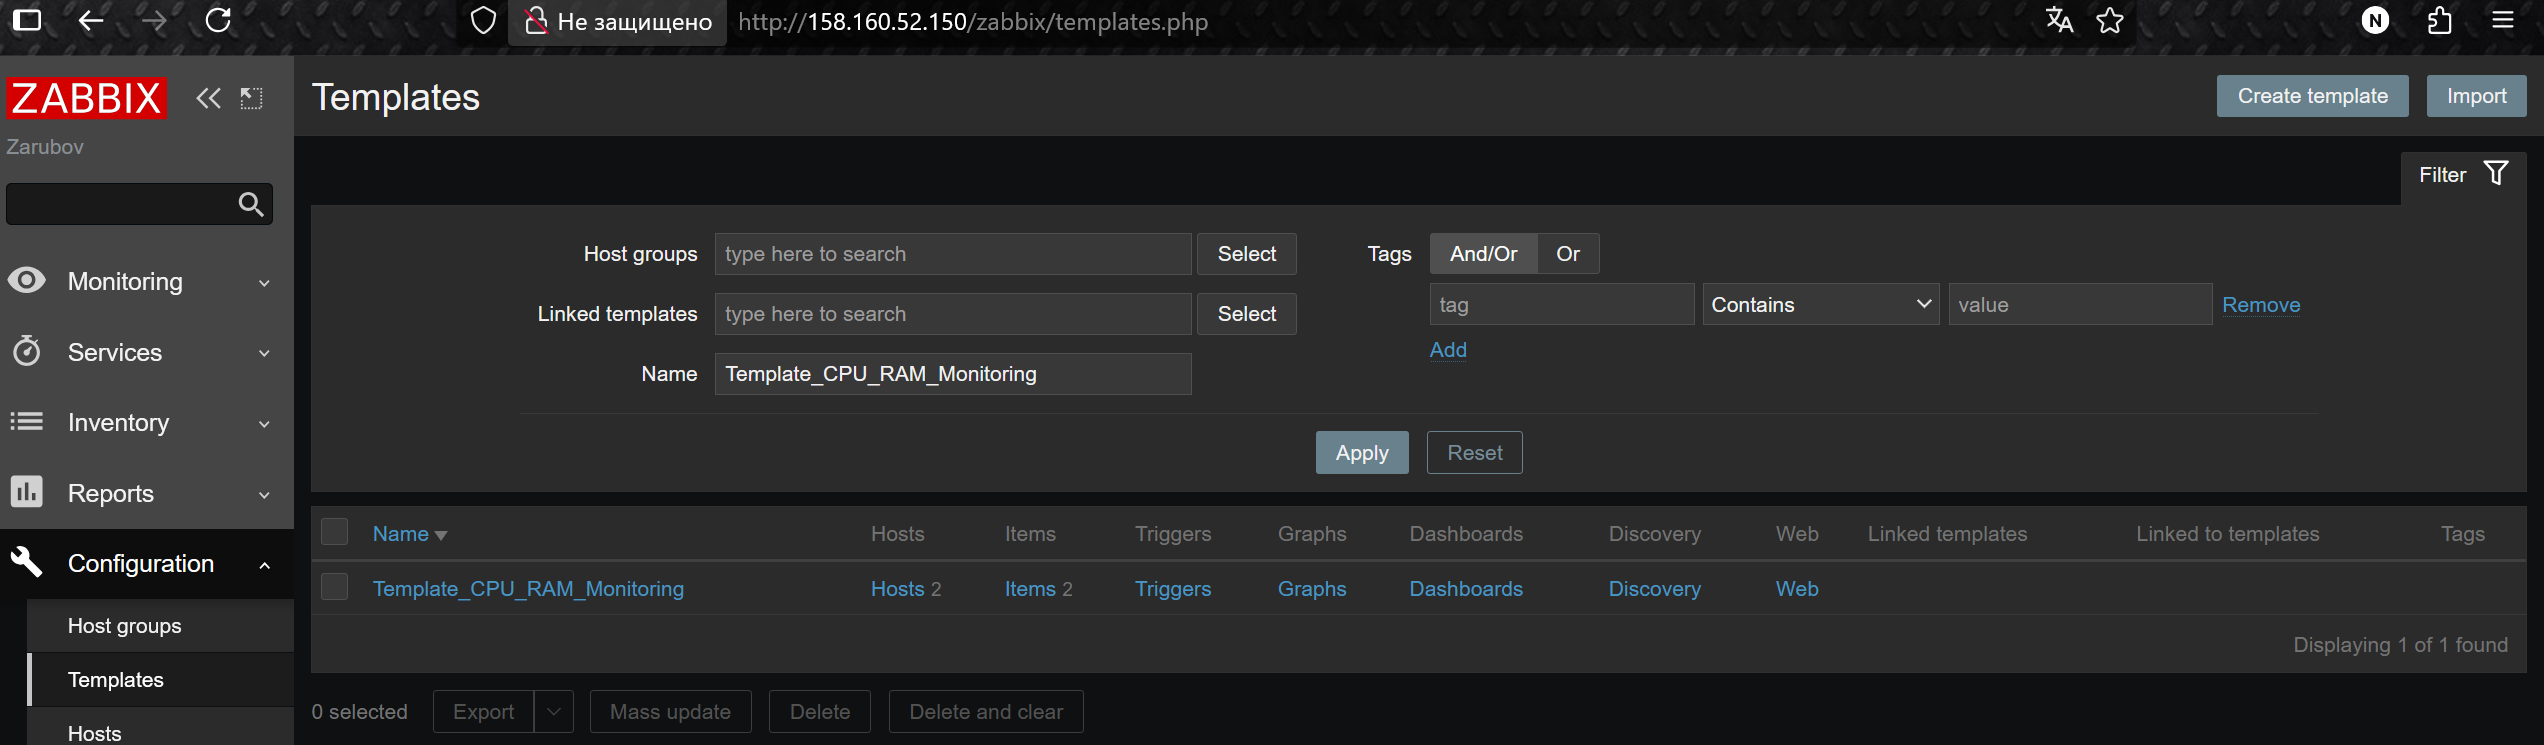 Не защищено http://158.160.52.150/zabbix/templates.php N
ZABBIX
Zarubov
Monitoring
Services
Inventory
Reports
Configuration
Host groups
Templates
Hosts
Templates
Create template Import
Filter
Host groups type here to search Select
Linked templates type here to search Select
Name Template_CPU_RAM_Monitoring
Tags And/Or Or
tag Contains value Remove
Add
Apply Reset
Name Hosts Items Triggers Graphs Dashboards Discovery Web Linked templates Linked to templates Tags
Template_CPU_RAM_Monitoring Hosts 2 Items 2 Triggers Graphs Dashboards Discovery Web
Displaying 1 of 1 found
0 selected Export Mass update Delete Delete and clear